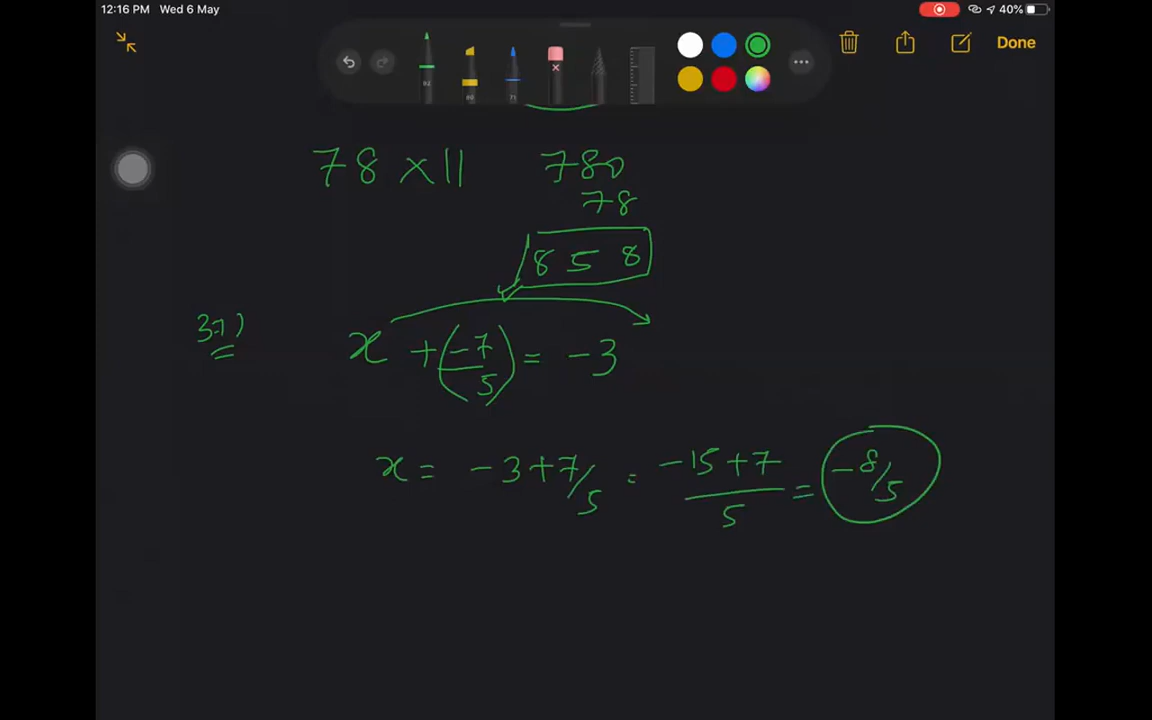 12:16 PM Wed 6 May 40%
Done
78 × 11 780
78
858
37) x + (-7/5) = -3
x = -3 + 7/5 = -15+7/5 = -8/5